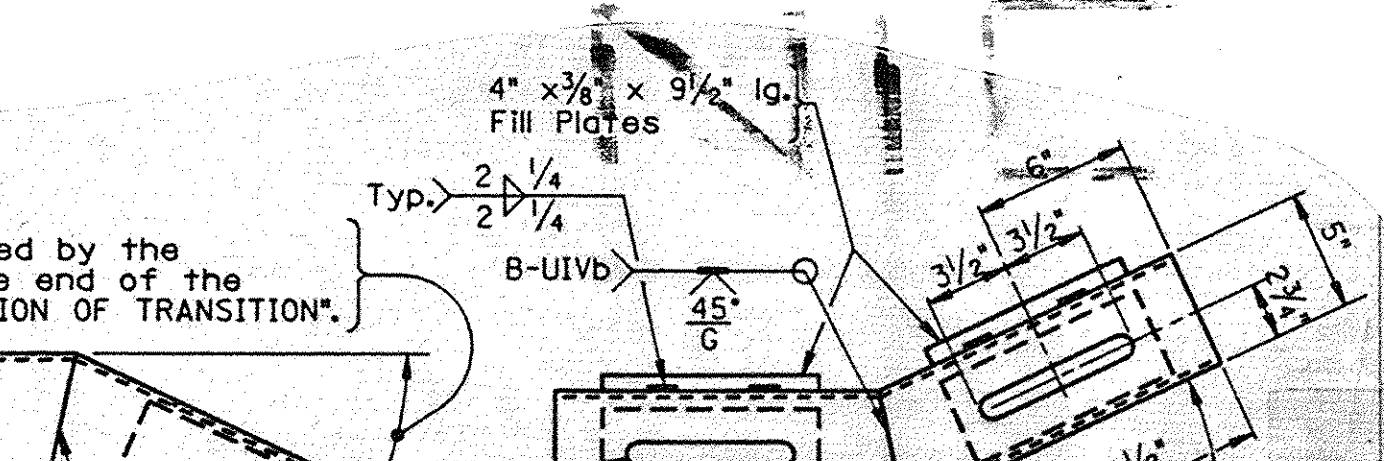 4" x 3/8" x 9 1/2" lg.
Fill Plates
Typ.
2 1/4
2 1/4
ed by the
e end of the
ION OF TRANSITION".
B-UIVb
45°
G
6"
3 1/2" 3 1/2"
5"
2 3/4"
1/2"